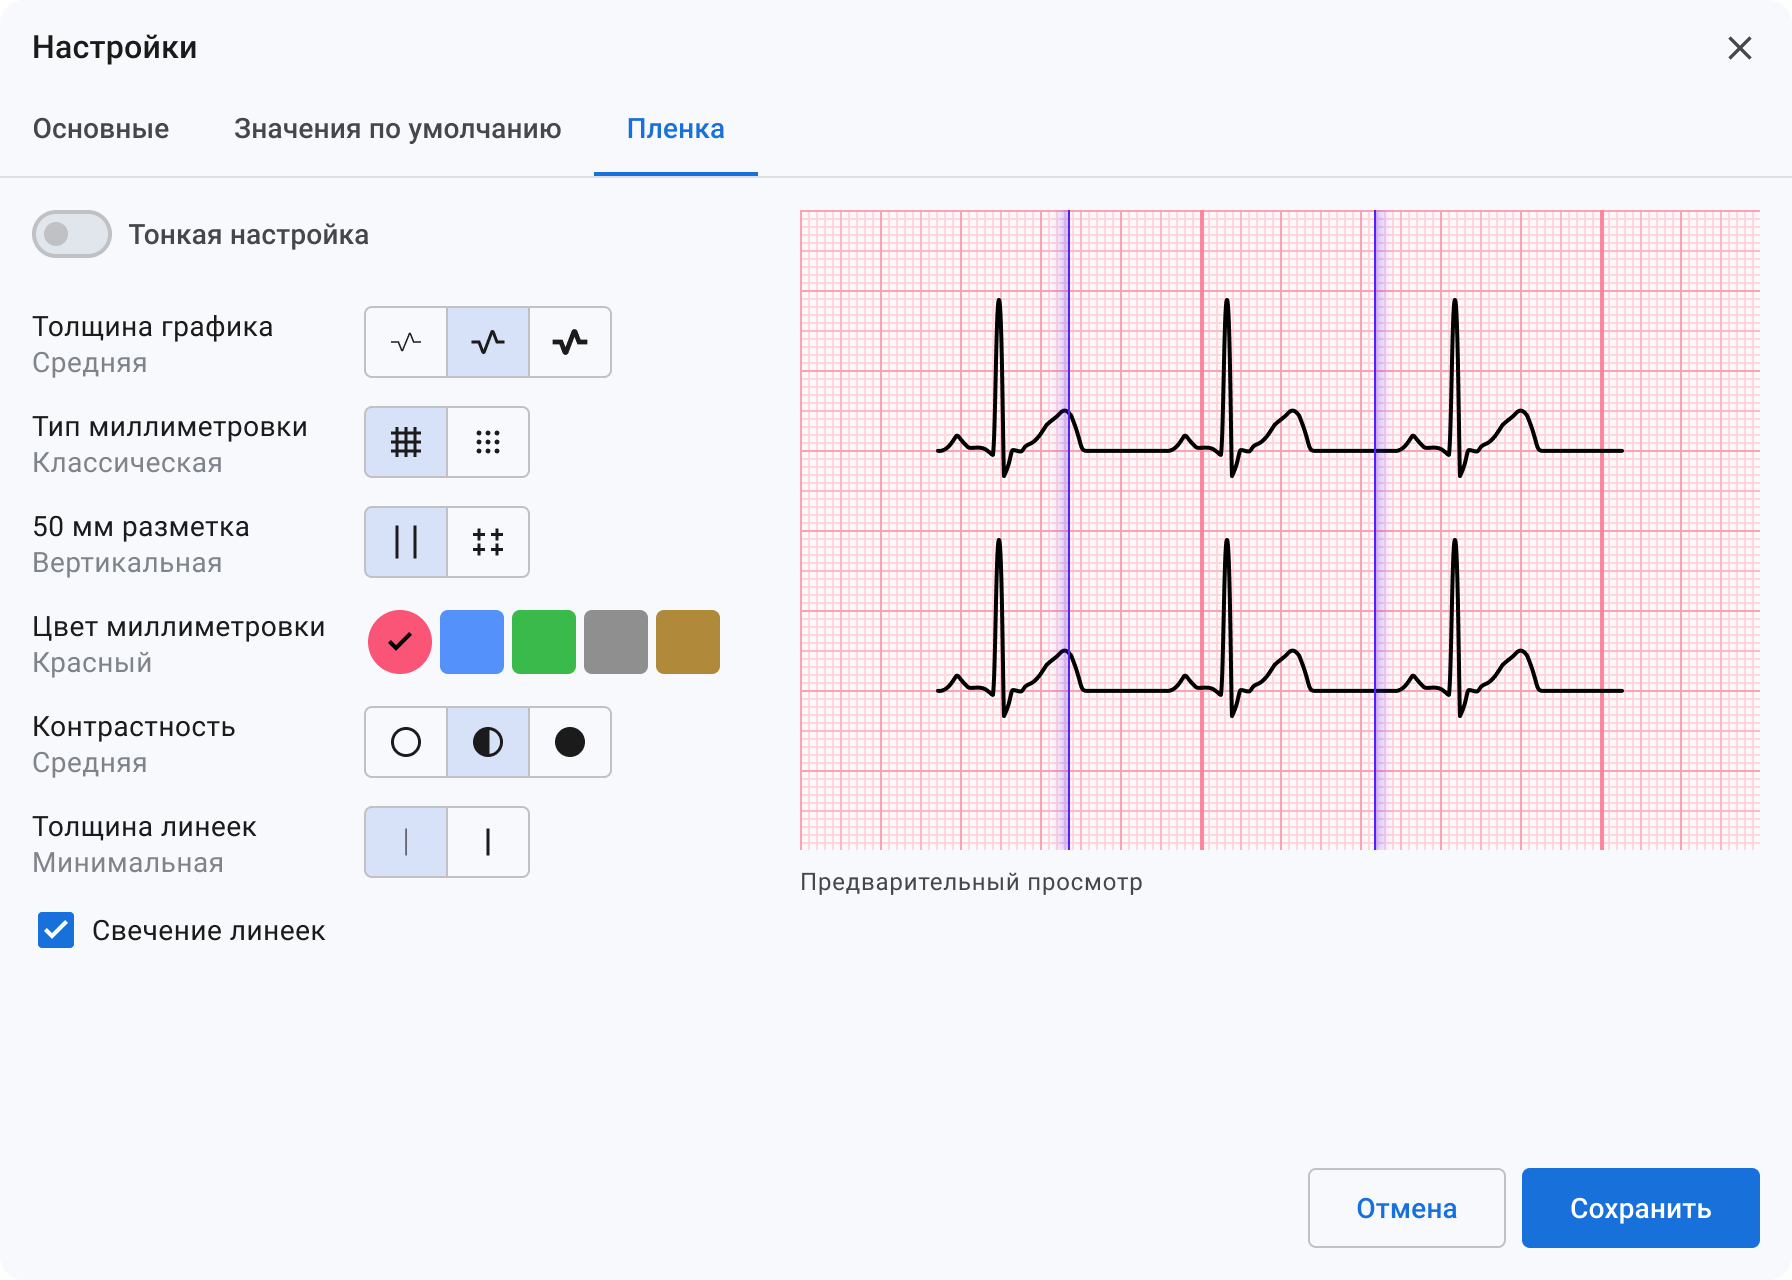 Настройки
Основные
Значения по умолчанию
Пленка
Тонкая настройка
Толщина графика
Средняя
Тип миллиметровки
Классическая
50 мм разметка
Вертикальная
Цвет миллиметровки
Красный
Контрастность
Средняя
Толщина линеек
Минимальная
Свечение линеек
Предварительный просмотр
Отмена
Сохранить